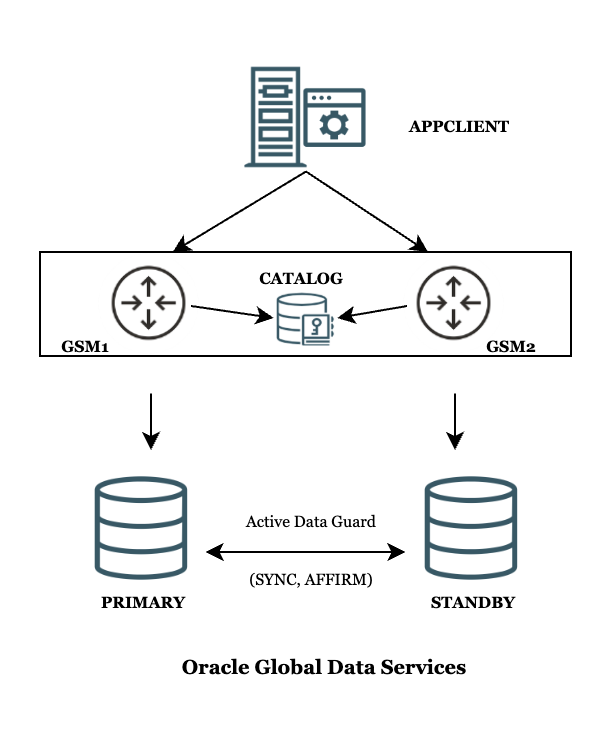 APPCLIENT
CATALOG
GSM1
GSM2
Active Data Guard
(SYNC, AFFIRM)
PRIMARY
STANDBY
Oracle Global Data Services